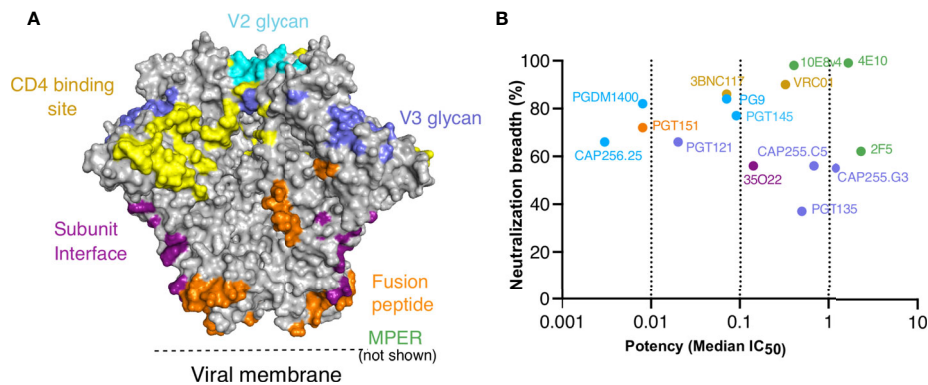 A
V2 glycan
CD4 binding
site
V3 glycan
Subunit
Interface
Fusion
peptide
MPER
(not shown)
Viral membrane
B
Neutralization breadth (%)
100
80
60
40
20
0
10E8v4
4E10
3BNC117
VRC01
PGDM1400
PG9
PGT145
PGT151
CAP256.25
PGT121
CAP255.C5
2F5
35O22
CAP255.G3
PGT135
0.001
0.01
0.1
1
10
Potency (Median IC50)